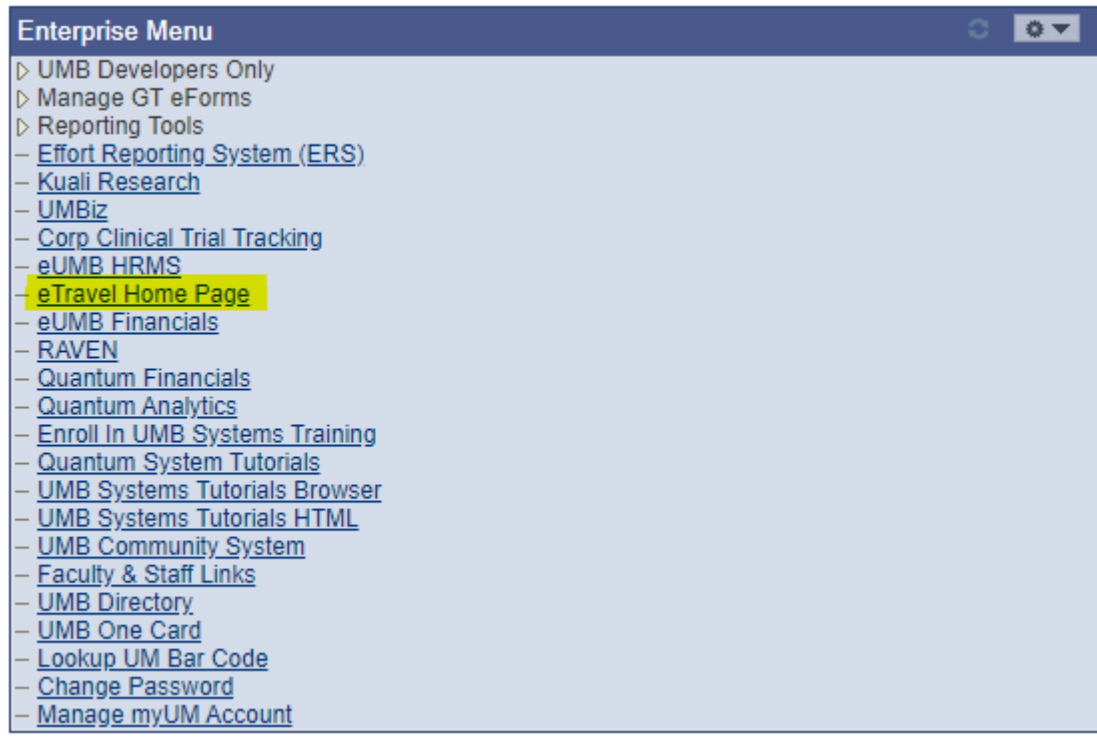 Enterprise Menu
UMB Developers Only
Manage GT eForms
Reporting Tools
– Effort Reporting System (ERS)
– Kuali Research
– UMBiz
– Corp Clinical Trial Tracking
– eUMB HRMS
– eTravel Home Page
– eUMB Financials
– RAVEN
– Quantum Financials
– Quantum Analytics
– Enroll In UMB Systems Training
– Quantum System Tutorials
– UMB Systems Tutorials Browser
– UMB Systems Tutorials HTML
– UMB Community System
– Faculty & Staff Links
– UMB Directory
– UMB One Card
– Lookup UM Bar Code
– Change Password
– Manage myUM Account